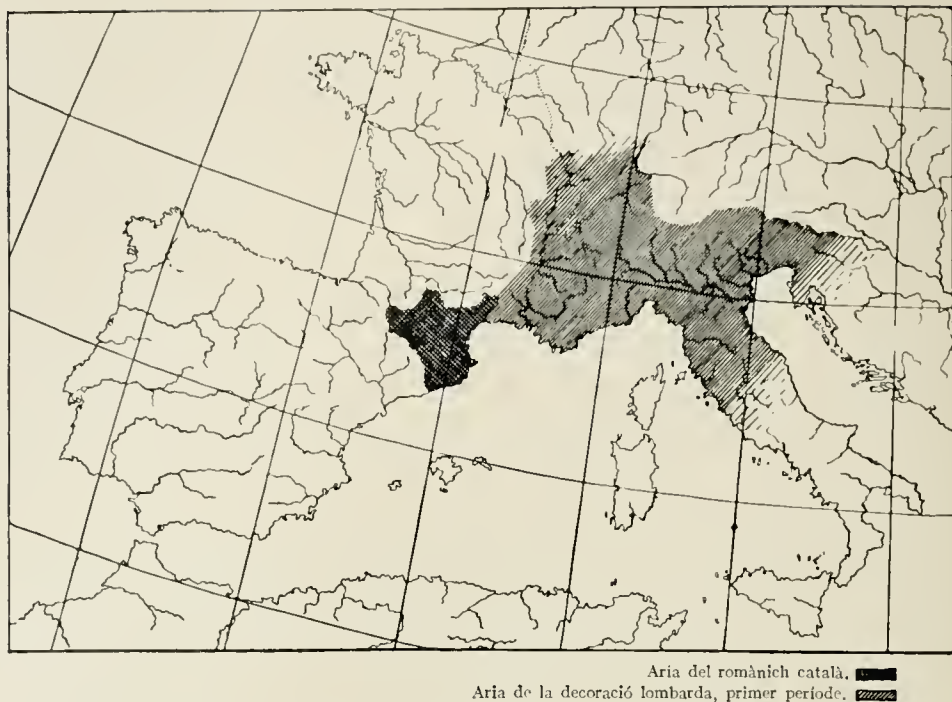 Aria del romànich català.
Aria de la decoració lombarda, primer període.